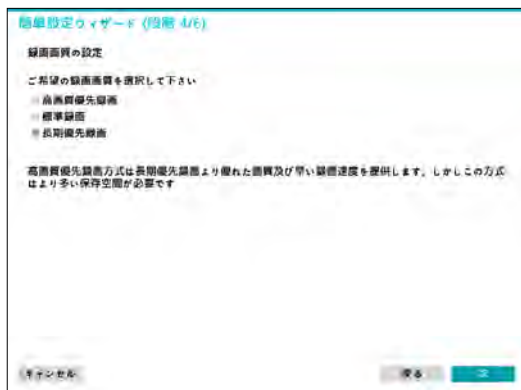 簡単設定ウィザード (段階 4/6)
録画画質の設定
ご希望の録画画質を選択して下さい
高画質優先録画
標準録画
長期優先録画
高画質優先録画方式は長期優先録画より優れた画質及び早い録画速度を提供します。しかしこの方式
はより多い保存空間が必要です
キャンセル
戻る
次